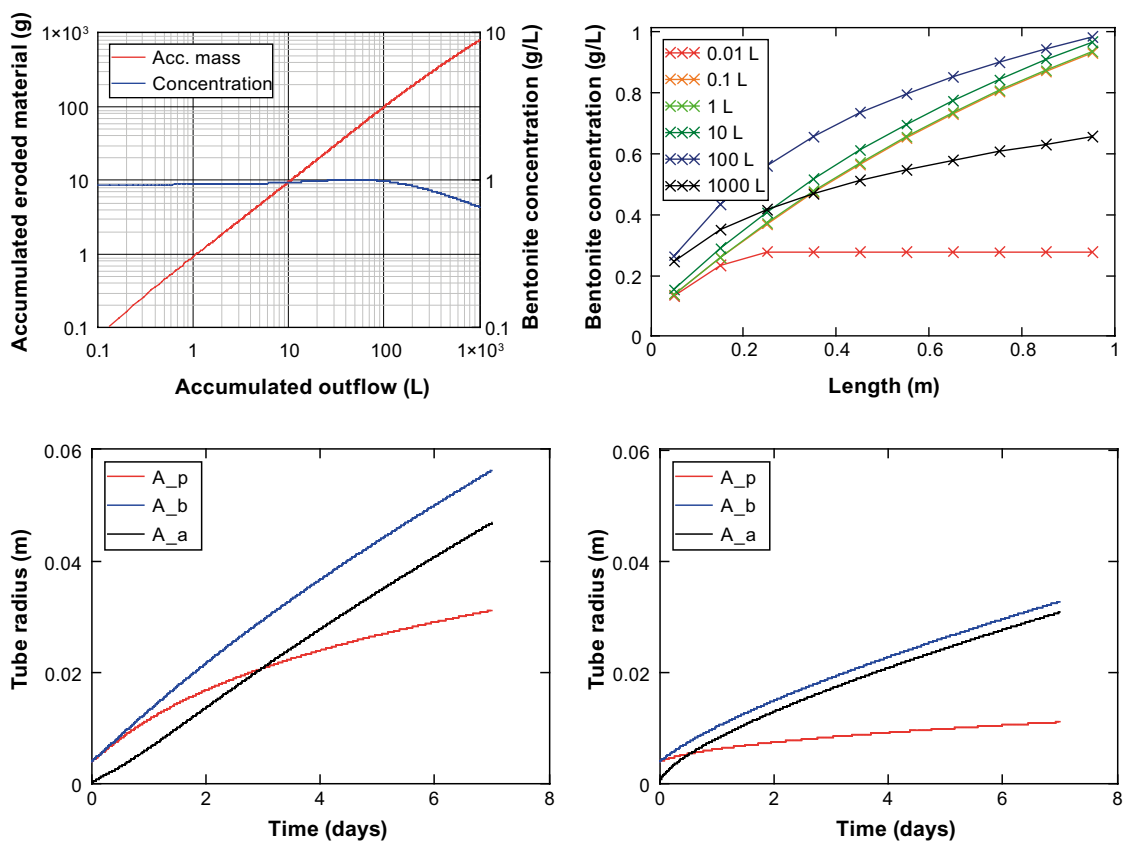 Accumulated eroded material (g)
1×10³
100
10
1
0.1
Acc. mass
Concentration
10
1
0.1
Bentonite concentration (g/L)
0.1
1
10
100
1×10³
Accumulated outflow (L)
Bentonite concentration (g/L)
1
0.8
0.6
0.4
0.2
0
0.01 L
0.1 L
1 L
10 L
100 L
1000 L
0
0.2
0.4
0.6
0.8
1
Length (m)
Tube radius (m)
0.06
0.04
0.02
0
A_p
A_b
A_a
0
2
4
6
8
Time (days)
Tube radius (m)
0.06
0.04
0.02
0
A_p
A_b
A_a
0
2
4
6
8
Time (days)